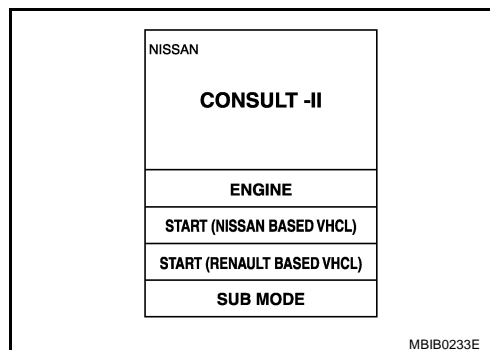 NISSAN
CONSULT -II
ENGINE
START (NISSAN BASED VHCL)
START (RENAULT BASED VHCL)
SUB MODE
MBIB0233E